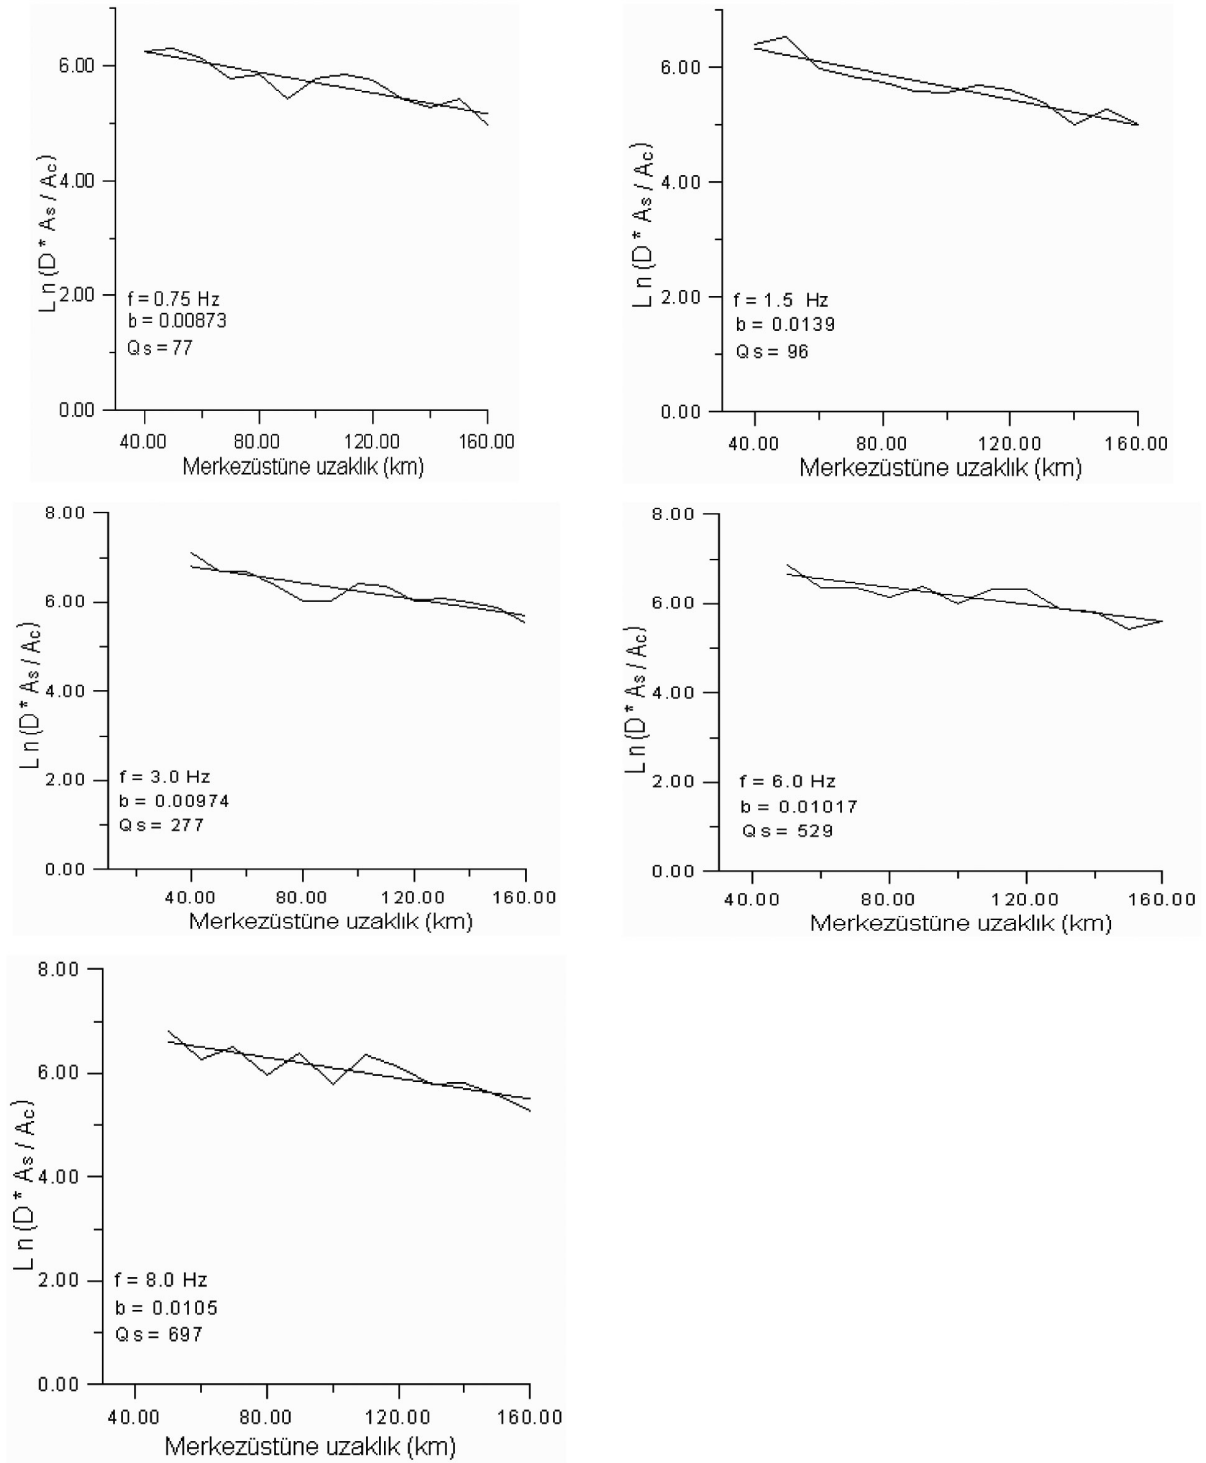 6.00
4.00
2.00
0.00
Ln (D * As / Ac)
f = 0.75 Hz
b = 0.00873
Qs = 77
40.00 80.00 120.00 160.00
Merkezüstüne uzaklık (km)
6.00
4.00
2.00
0.00
Ln (D * As / Ac)
f = 1.5 Hz
b = 0.0139
Qs = 96
40.00 80.00 120.00 160.00
Merkezüstüne uzaklık (km)
8.00
6.00
4.00
2.00
0.00
Ln (D * As / Ac)
f = 3.0 Hz
b = 0.00974
Qs = 277
40.00 80.00 120.00 160.00
Merkezüstüne uzaklık (km)
8.00
6.00
4.00
2.00
0.00
Ln (D * As / Ac)
f = 6.0 Hz
b = 0.01017
Qs = 529
40.00 80.00 120.00 160.00
Merkezüstüne uzaklık (km)
8.00
6.00
4.00
2.00
0.00
Ln (D * As / Ac)
f = 8.0 Hz
b = 0.0105
Qs = 697
40.00 80.00 120.00 160.00
Merkezüstüne uzaklık (km)